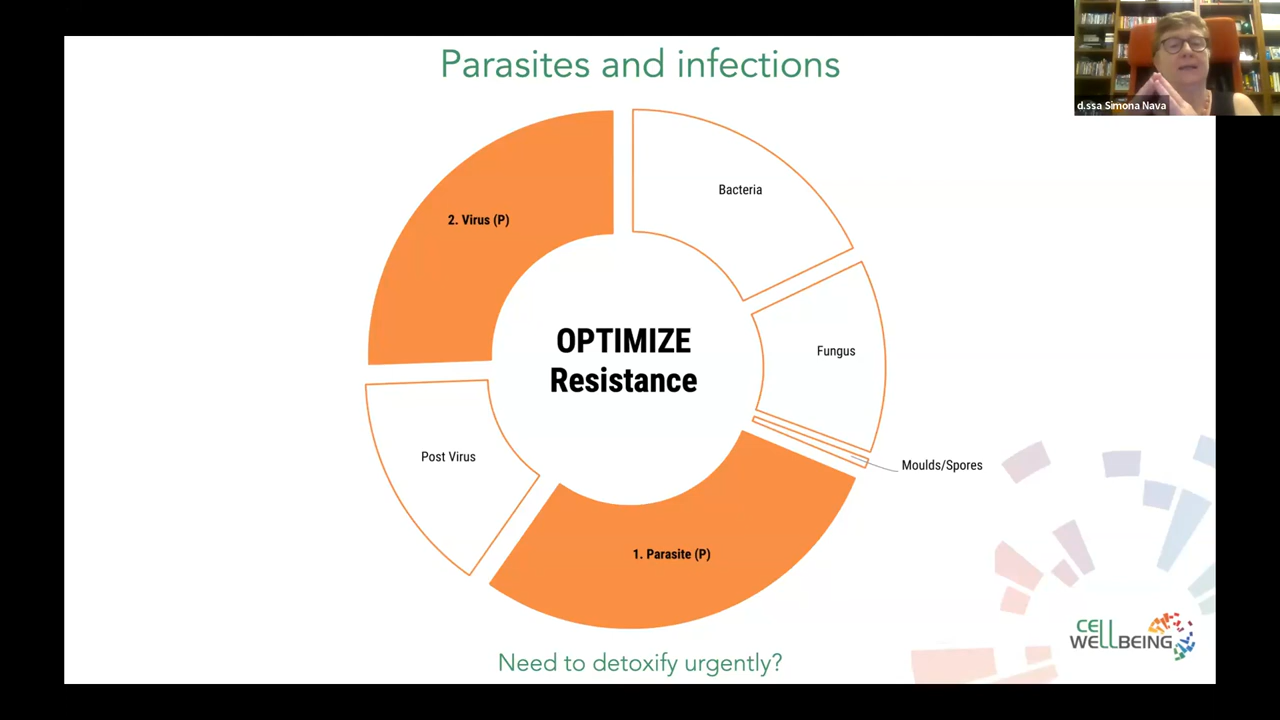 Parasites and infections
d.ssa Simona Nava
Bacteria
2. Virus (P)
OPTIMIZE
Resistance
Fungus
Post Virus
Moulds/Spores
1. Parasite (P)
CELL
WELLBEING
Need to detoxify urgently?